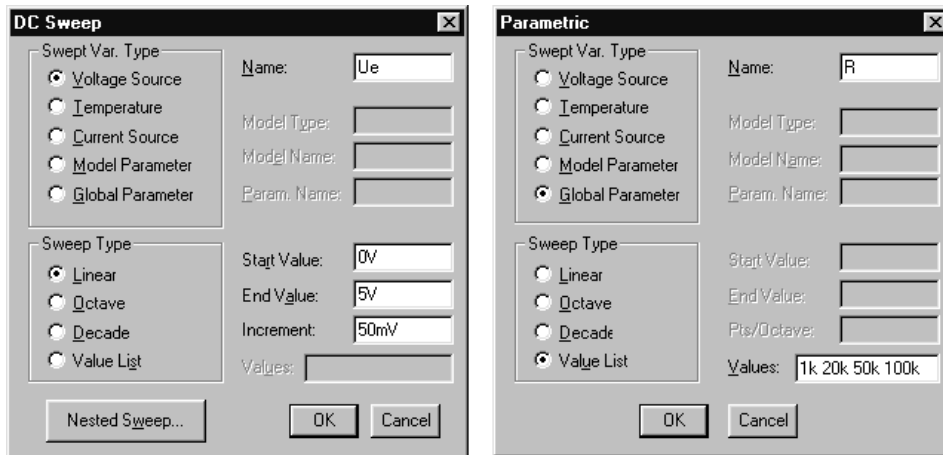 DC Sweep
Swept Var. Type
Voltage Source
Temperature
Current Source
Model Parameter
Global Parameter
Name: Ue
Model Type:
Model Name:
Param. Name:
Sweep Type
Linear
Octave
Decade
Value List
Start Value: 0V
End Value: 5V
Increment: 50mV
Values:
Nested Sweep...
OK
Cancel
Parametric
Swept Var. Type
Voltage Source
Temperature
Current Source
Model Parameter
Global Parameter
Name: R
Model Type:
Model Name:
Param. Name:
Sweep Type
Linear
Octave
Decade
Value List
Start Value:
End Value:
Pts/Octave:
Values: 1k 20k 50k 100k
OK
Cancel